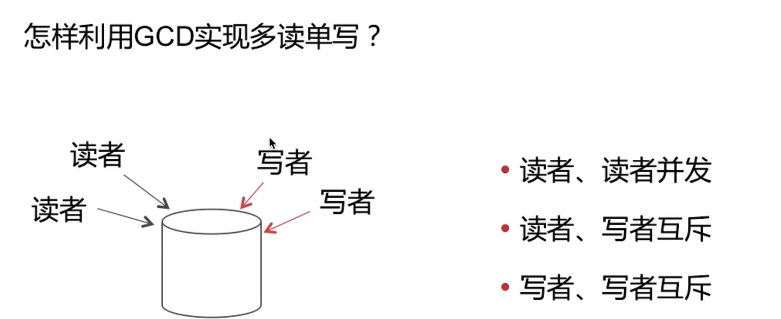 怎样利用GCD实现多读单写？
读者
写者
读者
写者
• 读者、读者并发
• 读者、写者互斥
• 写者、写者互斥